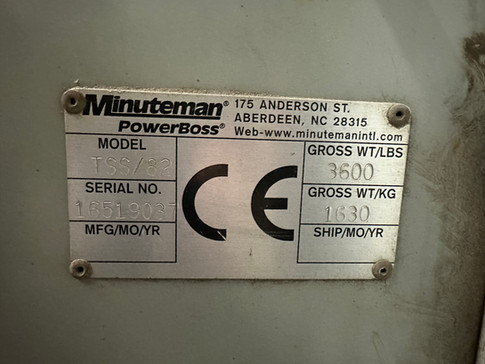 Minuteman® 175 ANDERSON ST.
PowerBoss® ABERDEEN, NC 28315
Web-www.minutemanintl.com
MODEL
GROSS WT/LBS
3600
SERIAL NO.
GROSS WT/KG
1630
MFG/MO/YR
SHIP/MO/YR
CE